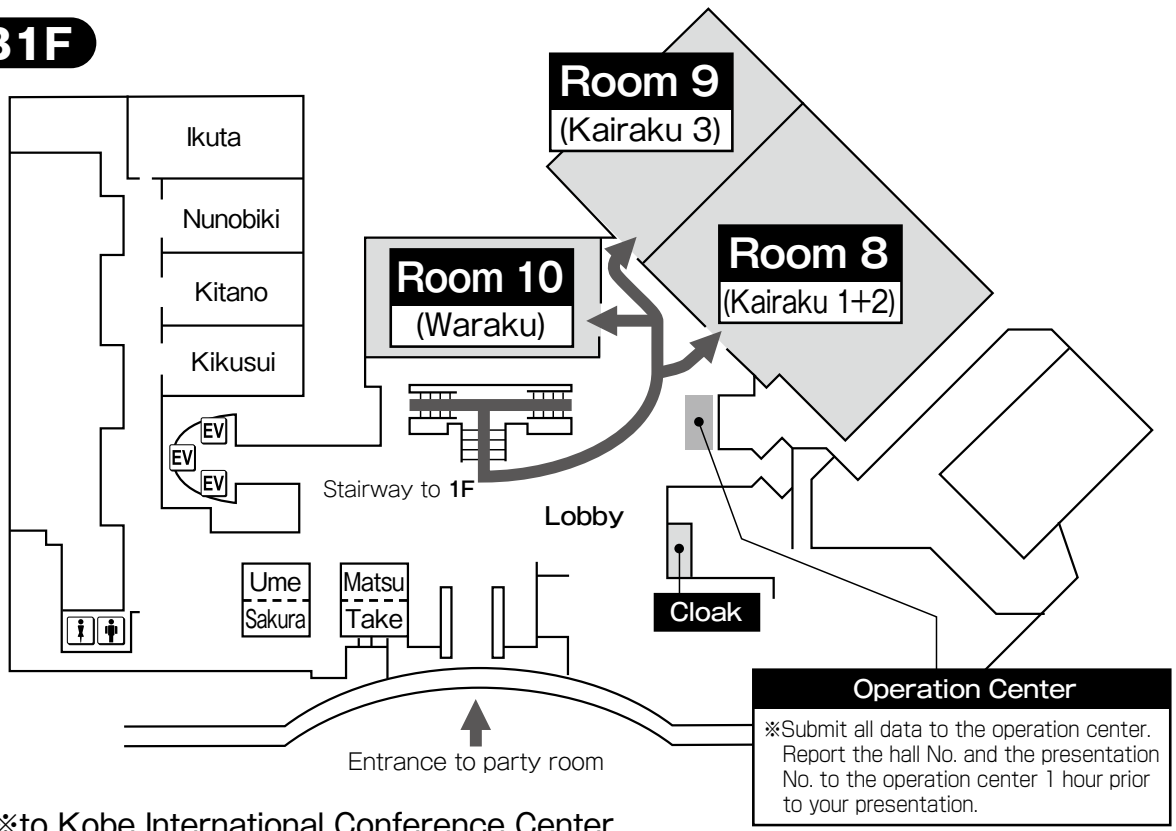 B1F
Room 9
(Kairaku 3)
Ikuta
Nunobiki
Room 8
(Kairaku 1+2)
Room 10
(Waraku)
Kitano
Kikusui
EV
EV
EV
Stairway to 1F
Lobby
Ume
Sakura
Matsu
Take
Cloak
Operation Center
※Submit all data to the operation center.
Report the hall No. and the presentation
No. to the operation center 1 hour prior
to your presentation.
Entrance to party room
※to Kobe International Conference Center